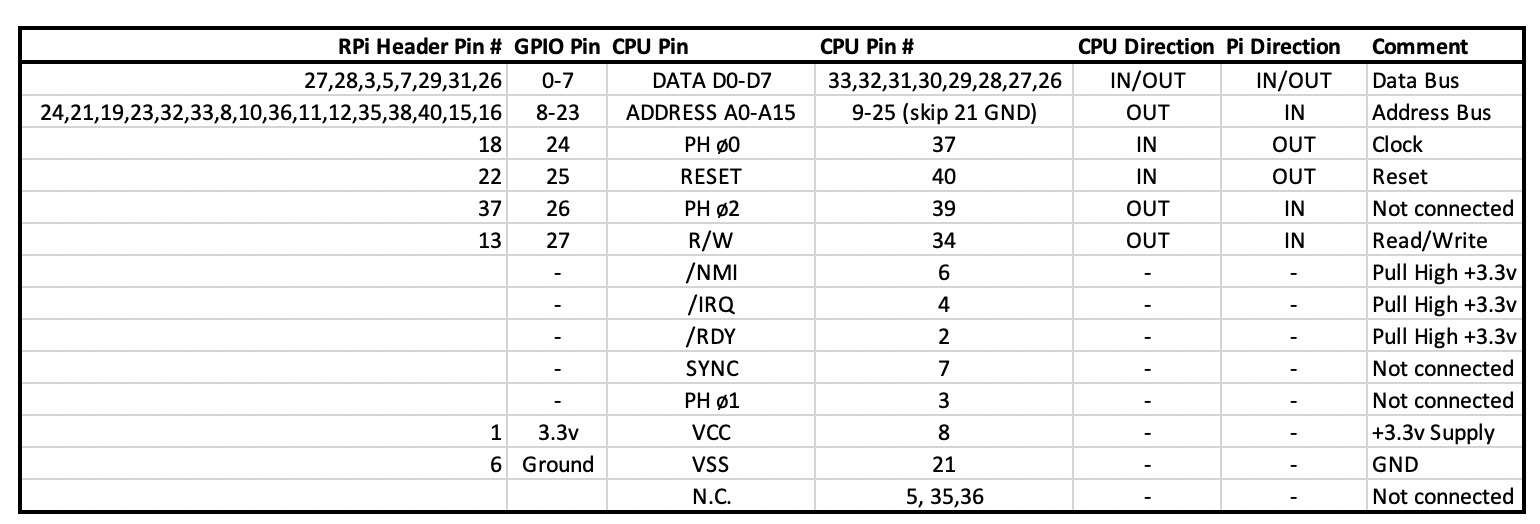 RPi Header Pin # GPIO Pin CPU Pin CPU Pin # CPU Direction Pi Direction Comment
27,28,3,5,7,29,31,26 0-7 DATA D0-D7 33,32,31,30,29,28,27,26 IN/OUT IN/OUT Data Bus
24,21,19,23,32,33,8,10,36,11,12,35,38,40,15,16 8-23 ADDRESS A0-A15 9-25 (skip 21 GND) OUT IN Address Bus
18 24 PH ø0 37 IN OUT Clock
22 25 RESET 40 IN OUT Reset
37 26 PH ø2 39 OUT IN Not connected
13 27 R/W 34 OUT IN Read/Write
- /NMI 6 - - Pull High +3.3v
- /IRQ 4 - - Pull High +3.3v
- /RDY 2 - - Pull High +3.3v
- SYNC 7 - - Not connected
- PH ø1 3 - - Not connected
1 3.3v VCC 8 - - +3.3v Supply
6 Ground VSS 21 - - GND
N.C. 5, 35,36 - - Not connected